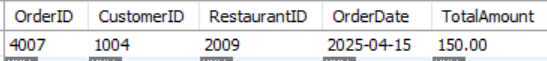 OrderID CustomerID RestaurantID OrderDate TotalAmount
4007 1004 2009 2025-04-15 150.00